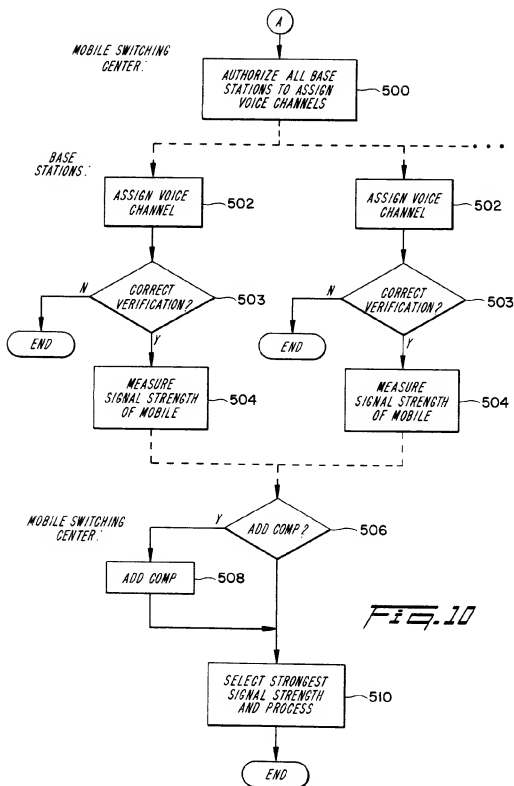 A
MOBILE SWITCHING
CENTER:
AUTHORIZE ALL BASE
STATIONS TO ASSIGN
VOICE CHANNELS
500
BASE
STATIONS:
ASSIGN VOICE
CHANNEL
502
ASSIGN VOICE
CHANNEL
502
N
CORRECT
VERIFICATION?
503
N
CORRECT
VERIFICATION?
503
END
Y
END
Y
MEASURE
SIGNAL STRENGTH
OF MOBILE
504
MEASURE
SIGNAL STRENGTH
OF MOBILE
504
MOBILE SWITCHING
CENTER:
Y
ADD COMP?
506
ADD COMP
508
FIG. 10
SELECT STRONGEST
SIGNAL STRENGTH
AND PROCESS
510
END